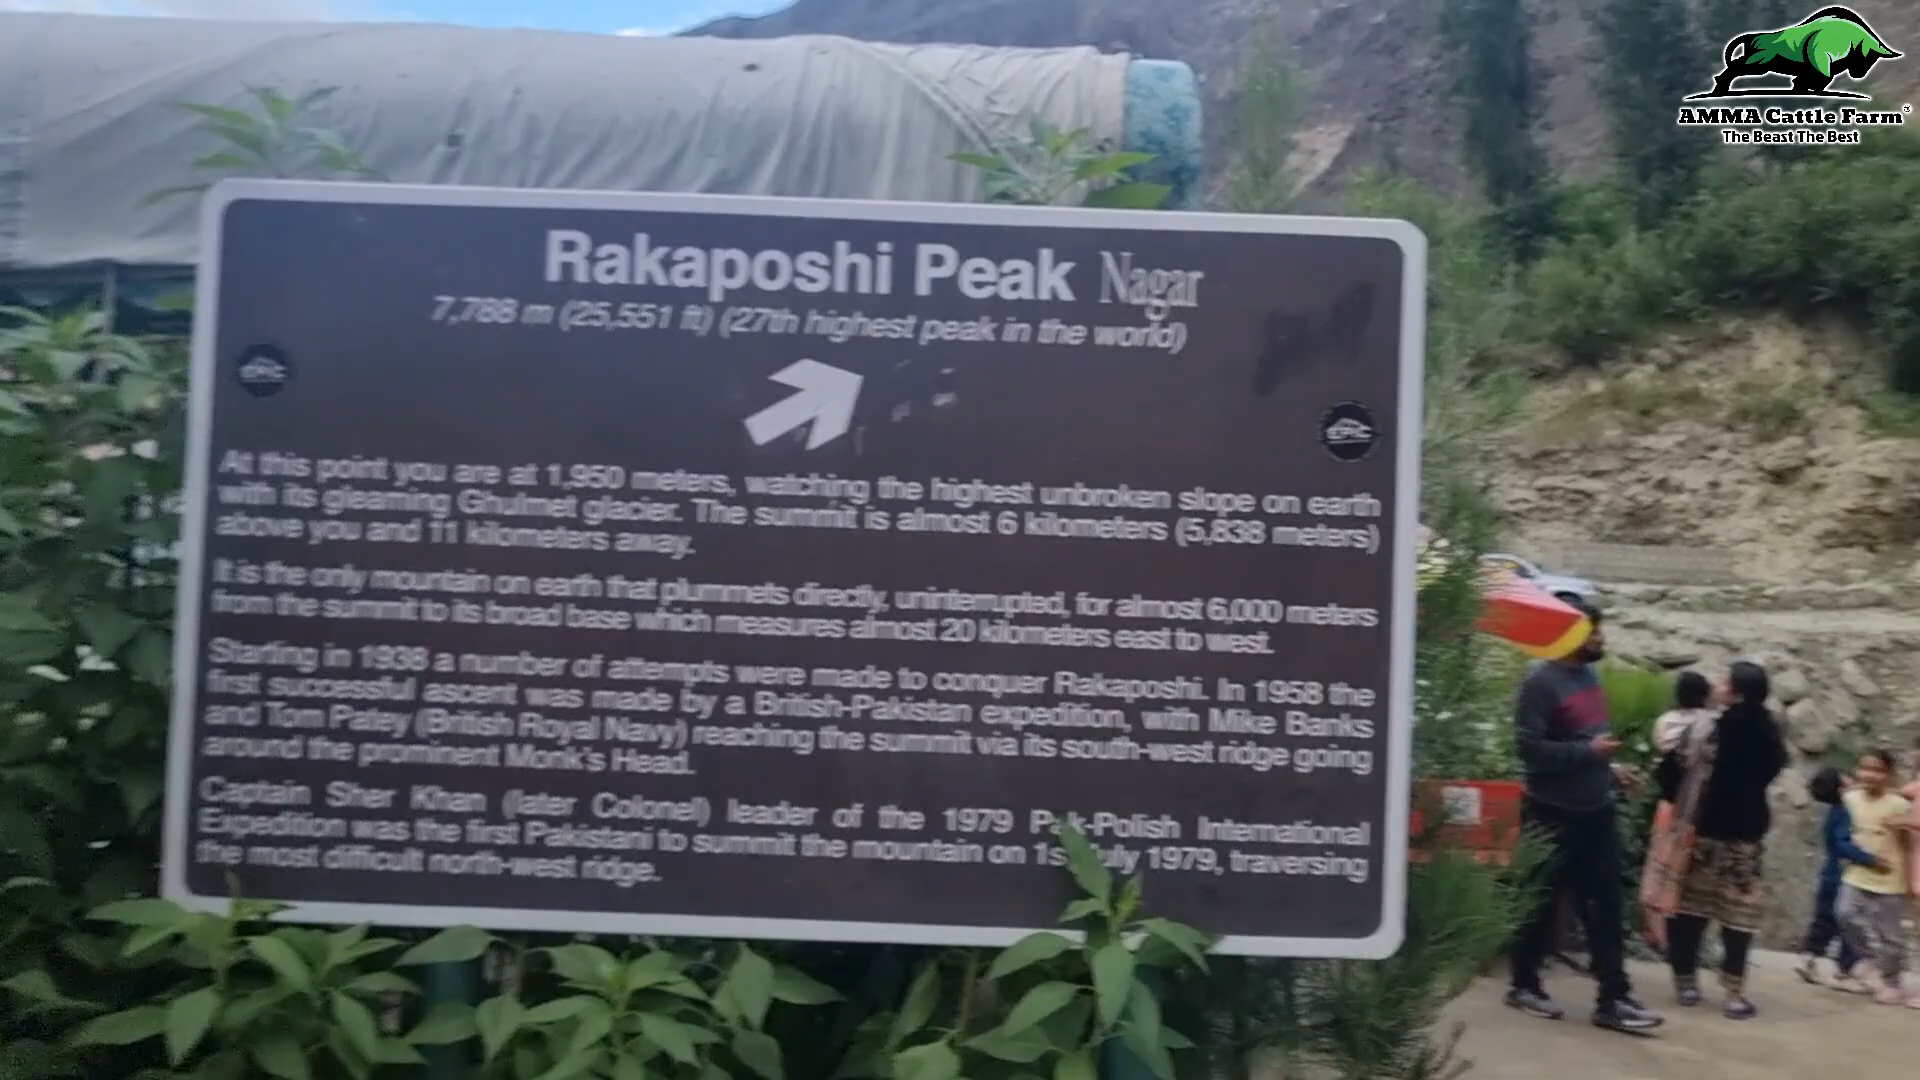 AMMA Cattle Farm
The Beast The Best
Rakaposhi Peak Nagar
7,788 m (25,551 ft) (27th highest peak in the world)
EPIC
EPIC
At this point you are at 1,950 meters, watching the highest unbroken slope on earth
with its gleaming Ghulmet glacier. The summit is almost 6 kilometers (5,838 meters)
above you and 11 kilometers away.
It is the only mountain on earth that plummets directly, uninterrupted, for almost 6,000 meters
from the summit to its broad base which measures almost 20 kilometers east to west.
Starting in 1938 a number of attempts were made to conquer Rakaposhi. In 1958 the
first successful ascent was made by a British-Pakistan expedition, with Mike Banks
and Tom Patey (British Royal Navy) reaching the summit via its south-west ridge going
around the prominent Monk's Head.
Captain Sher Khan (later Colonel) leader of the 1979 Pak-Polish International
Expedition was the first Pakistani to summit the mountain on 1st July 1979, traversing
the most difficult north-west ridge.